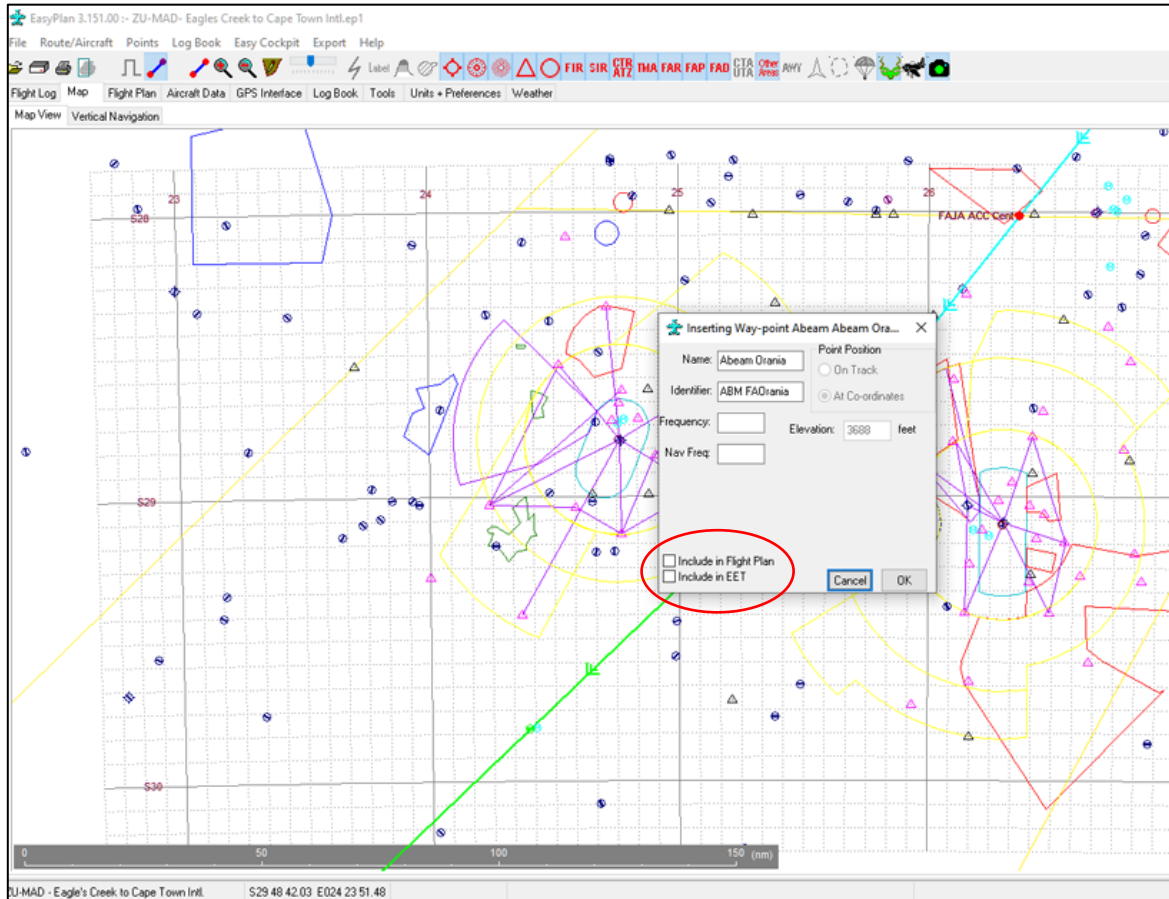 EasyPlan 3.151.00 :- ZU-MAD- Eagles Creek to Cape Town Intl.ep1
File Route/Aircraft Points Log Book Easy Cockpit Export Help
Label FIR SIR CTR ATZ TMA FAR FAP FAD CTA UTA Other Areas AWY
Flight Log Map Flight Plan Aircraft Data GPS Interface Log Book Tools Units + Preferences Weather
Map View Vertical Navigation
23 24 25 26
S28
FAJA ACC Cent
Inserting Way-point Abeam Abeam Ora...
Point Position
Name: Abeam Orania
On Track
Identifier: ABM FAOrania
At Co-ordinates
Frequency:
Elevation: 3688 feet
Nav Freq:
S29
Include in Flight Plan
Include in EET
Cancel OK
S30
0 50 100 150 (nm)
ZU-MAD - Eagle's Creek to Cape Town Intl. S29 48 42.03 E024 23 51.48